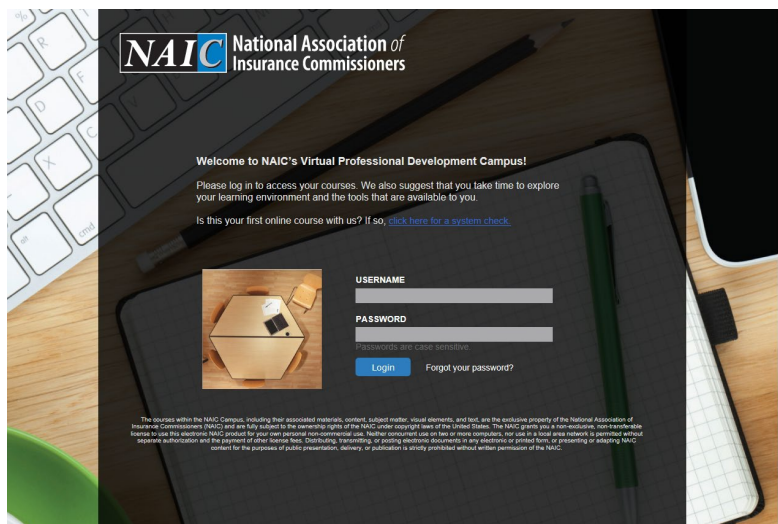 NAIC National Association of
Insurance Commissioners
Welcome to NAIC's Virtual Professional Development Campus!
Please log in to access your courses. We also suggest that you take time to explore
your learning environment and the tools that are available to you.
Is this your first online course with us? If so, click here for a system check.
USERNAME
PASSWORD
Passwords are case sensitive.
Login Forgot your password?
The courses within the NAIC Campus, including their associated materials, content, subject matter, visual elements, and text, are the exclusive property of the National Association of
Insurance Commissioners (NAIC) and are fully subject to the ownership rights of the NAIC under copyright laws of the United States. The NAIC grants you a non-exclusive, non-transferable
license to use this electronic NAIC product for your own personal non-commercial use. Neither concurrent use on two or more computers, nor use in a local area network is permitted without
separate authorization and the payment of other license fees. Distributing, transmitting, or posting electronic documents in any electronic or printed form, or presenting or adapting NAIC
content for the purposes of public presentation, delivery, or publication is strictly prohibited without written permission of the NAIC.
R
F
D
C
X
alt
cmd